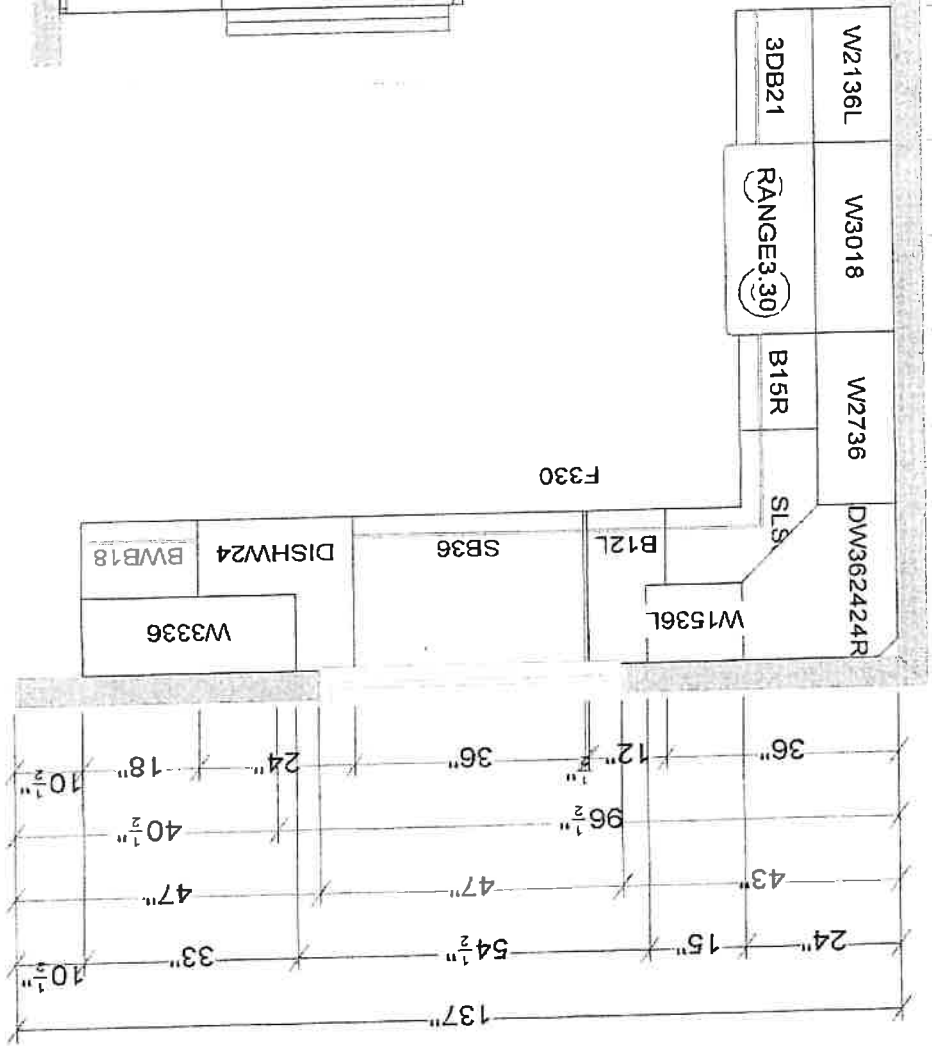 W2136L
3DB21
W3018
RANGE3.30
W2736
B15R
DW362424R
SLS
F330
W1536L
B12L
SB36
DISHW24
BWB18
W3336
36"
12"
½"
36"
24"
18"
10½"
96½"
40½"
43"
47"
47"
24"
15"
54½"
33"
10½"
137"